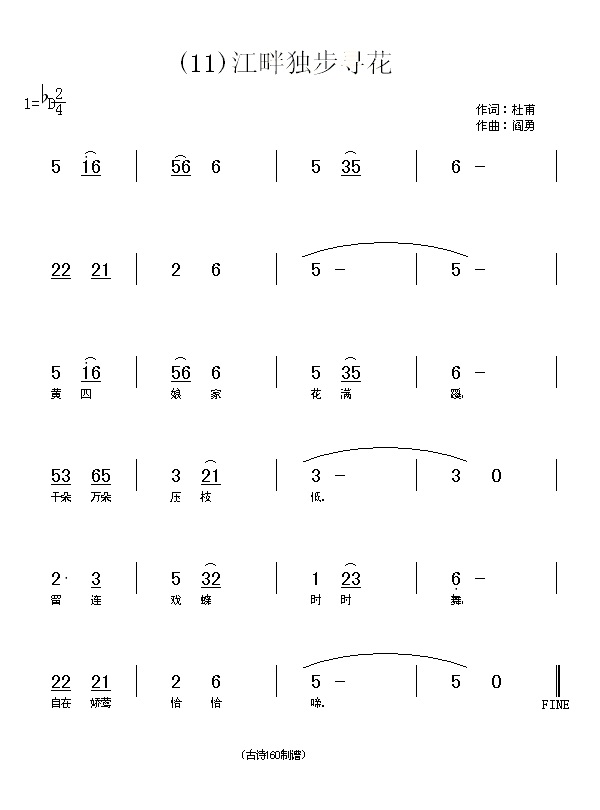 (11)江畔独步寻花
1=♭D 2/4
作词：杜甫
作曲：阎勇
5 i6 | 56 6 | 5 35 | 6 － |
22 21 | 2 6 | 5 － | 5 － |
5 i6 | 56 6 | 5 35 | 6 － |
黄 四 娘 家 花 满 蹊，
53 65 | 3 21 | 3 － | 3 0 |
千朵 万朵 压 枝 低。
2· 3 | 5 32 | 1 23 | 6̣ － |
留 连 戏 蝶 时 时 舞，
22 21 | 2 6 | 5 － | 5 0 ‖
自在 娇莺 恰 恰 啼。
FINE
（古诗160制谱）